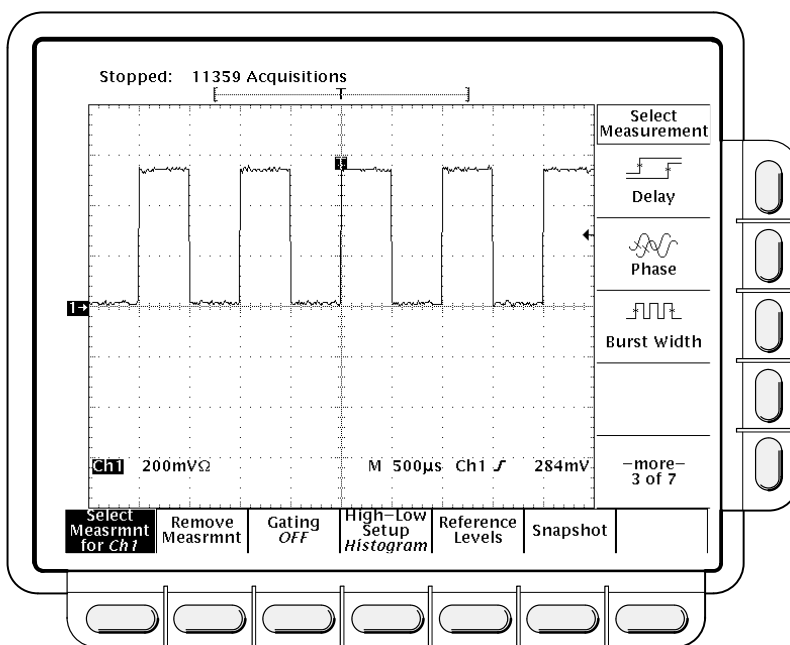 Stopped: 11359 Acquisitions
T
Select
Measurement
Delay
Phase
1→
Burst Width
Ch1 200mVΩ M 500µs Ch1 284mV
–more–
3 of 7
Select
Measrmnt
for Ch1
Remove
Measrmnt
Gating
OFF
High–Low
Setup
Histogram
Reference
Levels
Snapshot